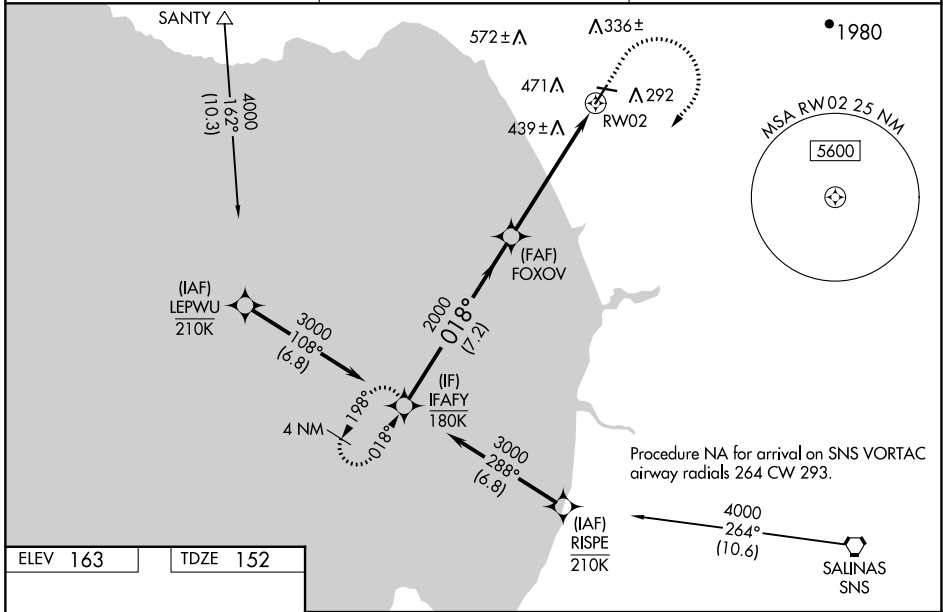 SANTY
4000
162°
(10.3)
572±
336±
1980
471
292
439±
RW02
MSA RW02 25 NM
5600
(FAF)
FOXOV
(IAF)
LEPWU
210K
3000
108°
(6.8)
2000
018°
(7.2)
(IF)
IFAFY
180K
198°
018°
4 NM
3000
288°
(6.8)
Procedure NA for arrival on SNS VORTAC
airway radials 264 CW 293.
(IAF)
RISPE
210K
4000
264°
(10.6)
SALINAS
SNS
ELEV 163
TDZE 152